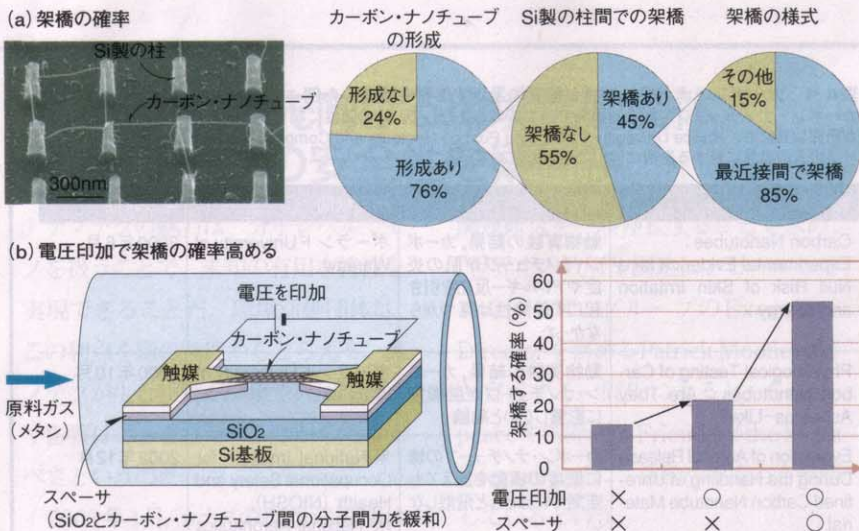 (a) 架橋の確率
Si製の柱
カーボン・ナノチューブ
300nm
カーボン・ナノチューブ
の形成
形成なし
24%
形成あり
76%
Si製の柱間での架橋
架橋なし
55%
架橋あり
45%
架橋の様式
その他
15%
最近接間で架橋
85%
(b) 電圧印加で架橋の確率高める
電圧を印加
カーボン・ナノチューブ
触媒
触媒
原料ガス
(メタン)
SiO2
Si基板
スペーサ
(SiO2とカーボン・ナノチューブ間の分子間力を緩和)
架橋する確率(%)
60
50
40
30
20
10
0
電圧印加 × ○ ○
スペーサ × × ○